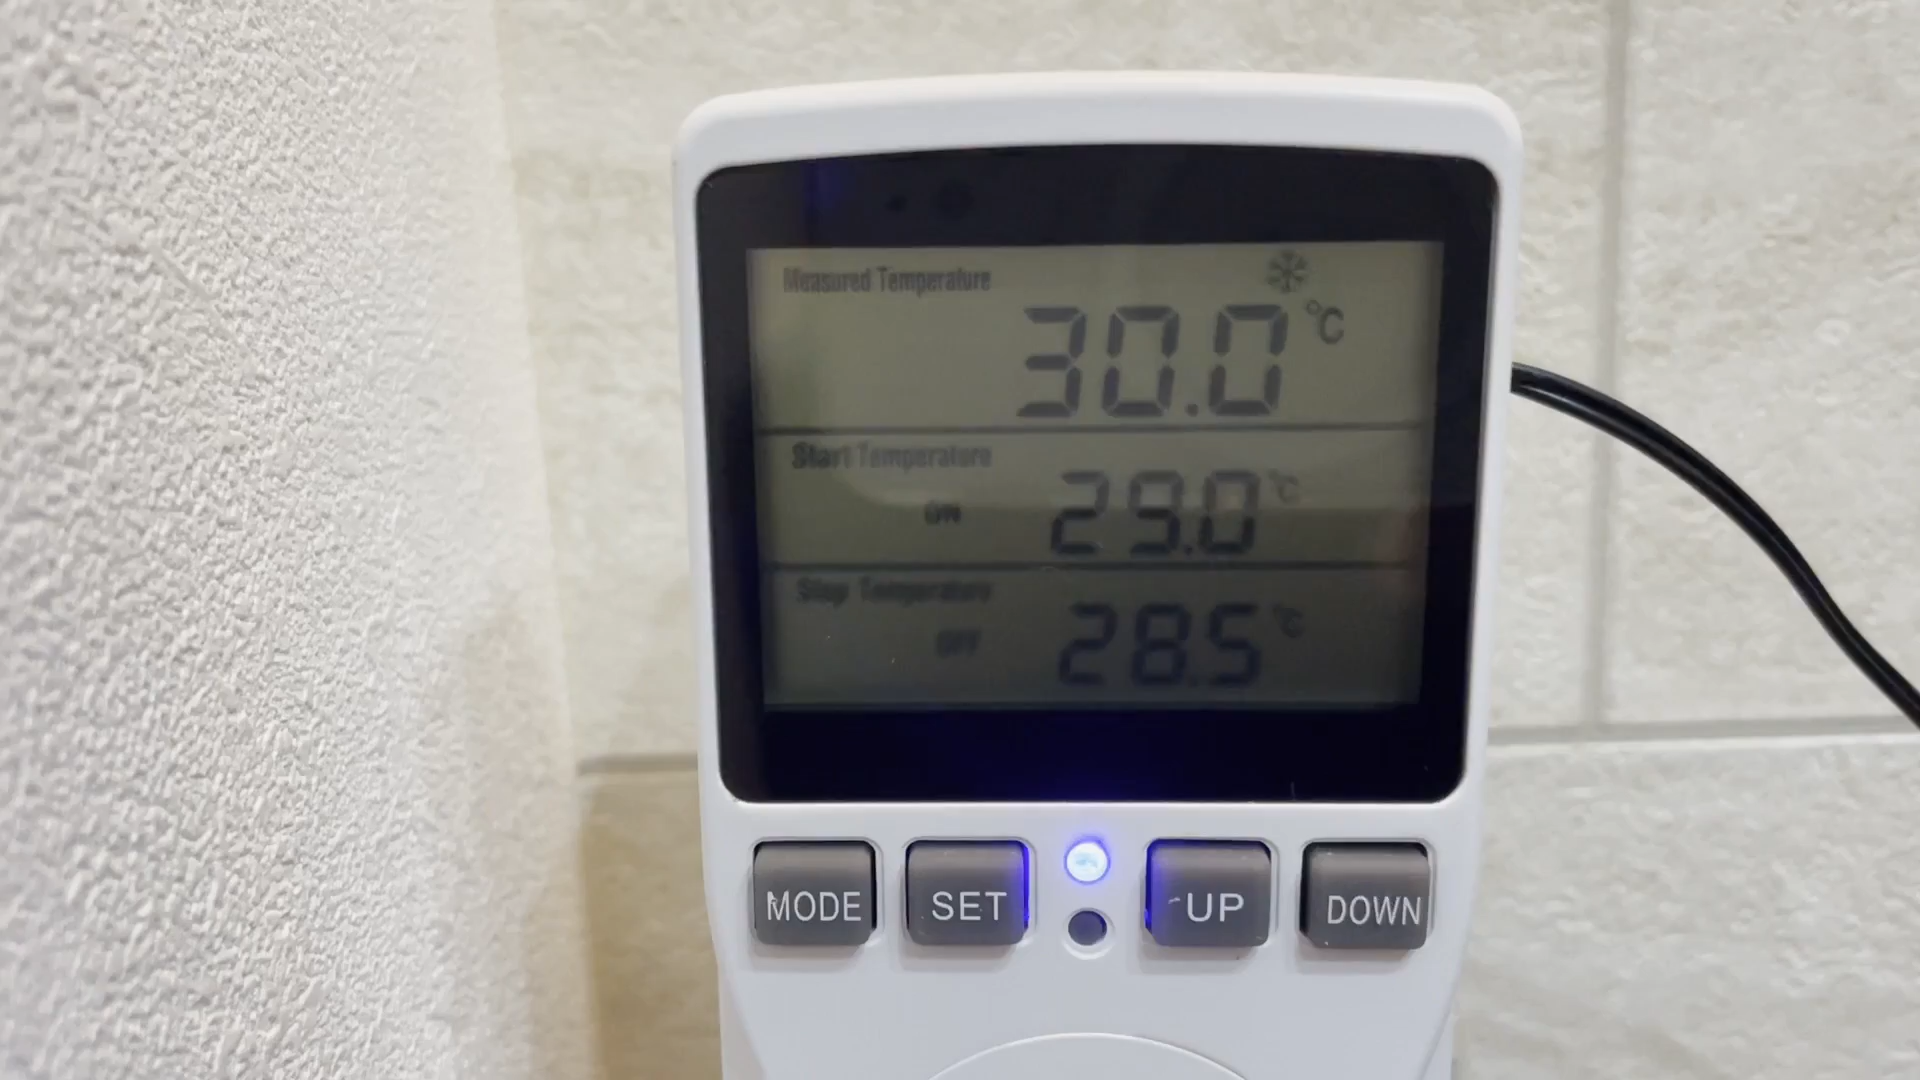 Measured Temperature
30.0 °C
Start Temperature
ON 29.0 °C
Stop Temperature
OFF 28.5 °C
MODE SET UP DOWN